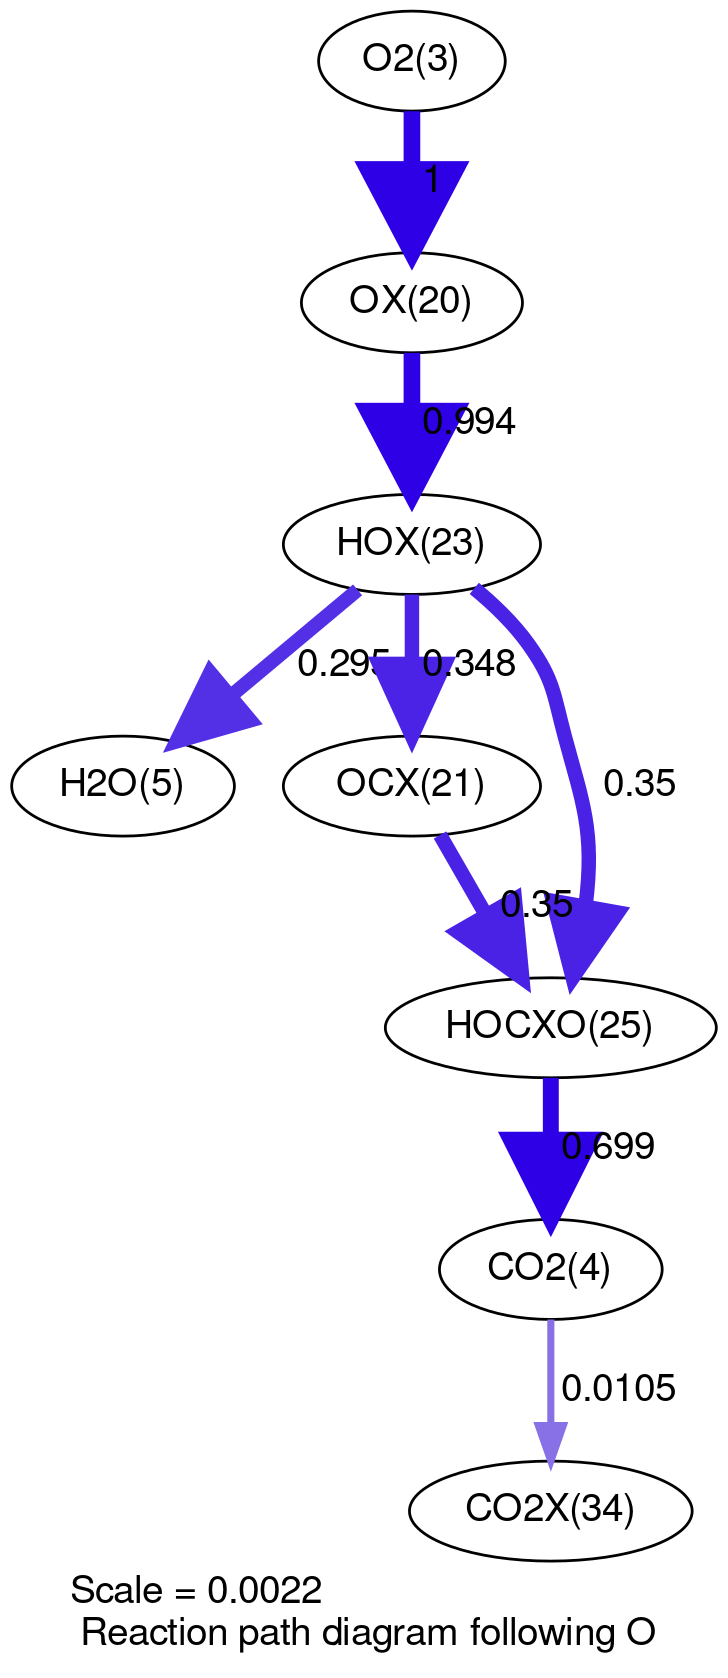 O2(3)
1
OX(20)
0.994
HOX(23)
0.295
0.348
H2O(5)
OCX(21)
0.35
0.35
HOCXO(25)
0.699
CO2(4)
0.0105
CO2X(34)
Scale = 0.0022
Reaction path diagram following O